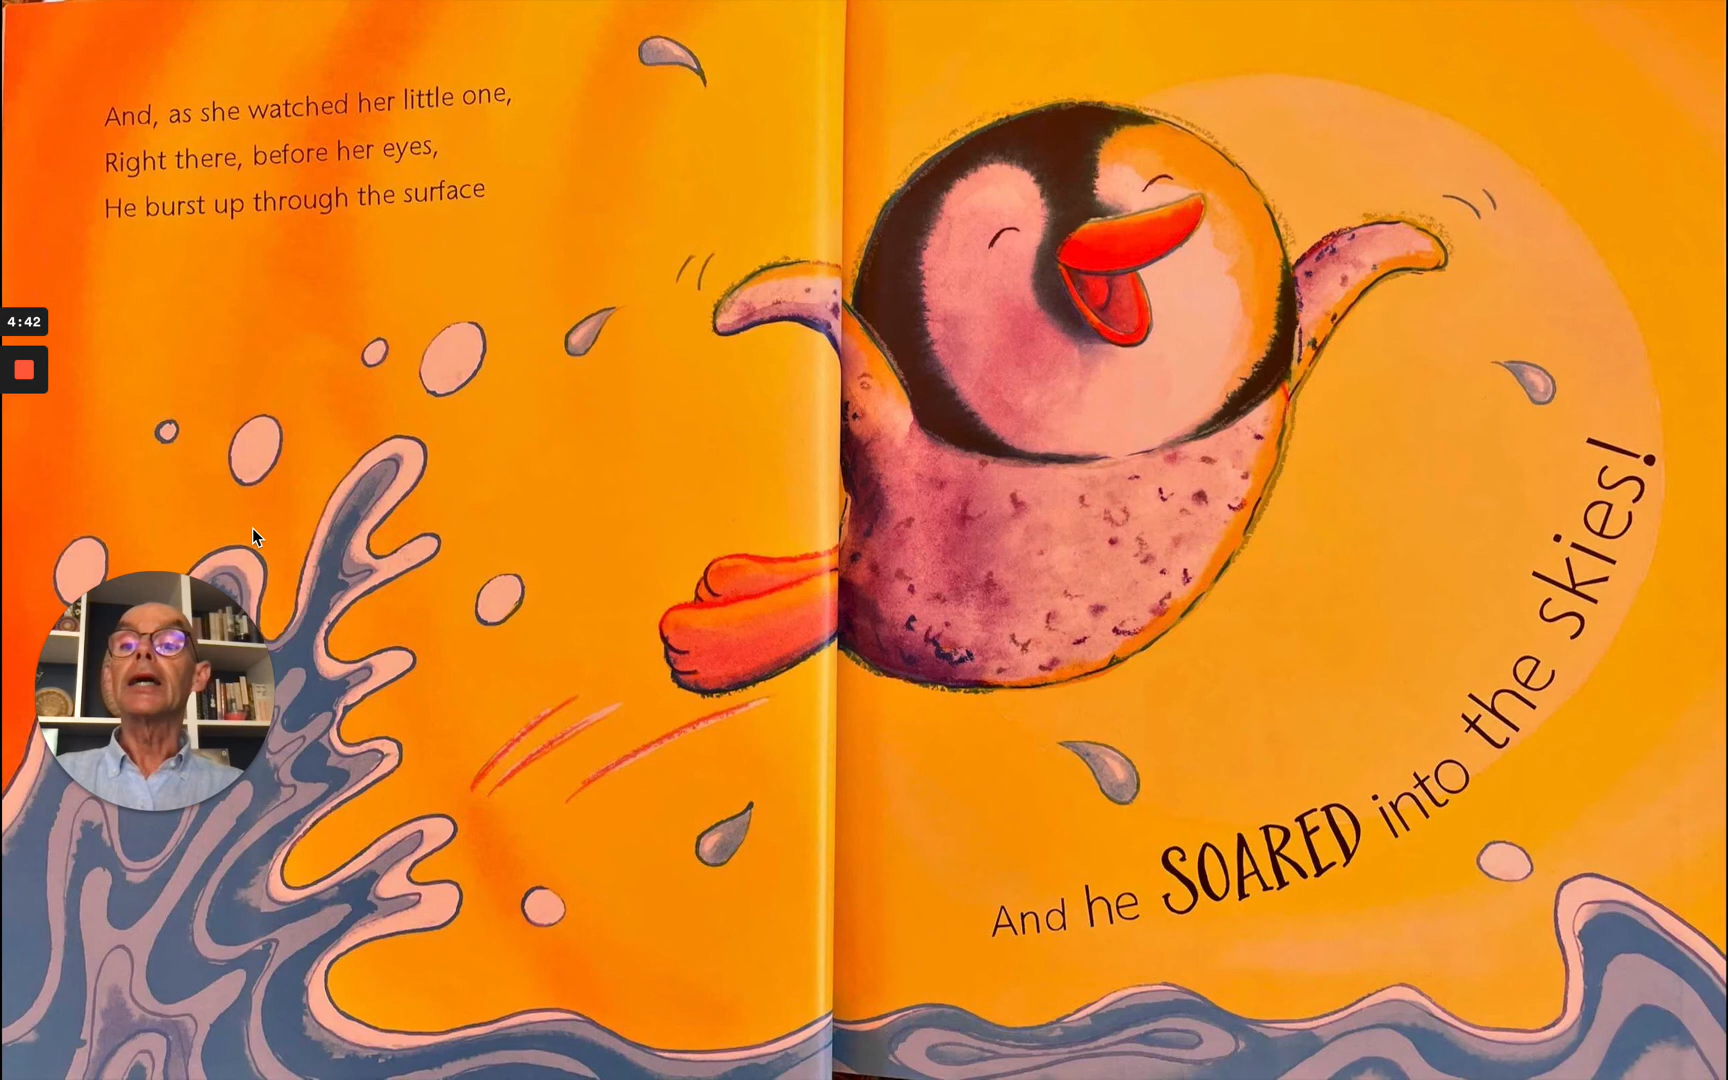 And, as she watched her little one,
Right there, before her eyes,
He burst up through the surface
4:42
And he SOARED into the skies!